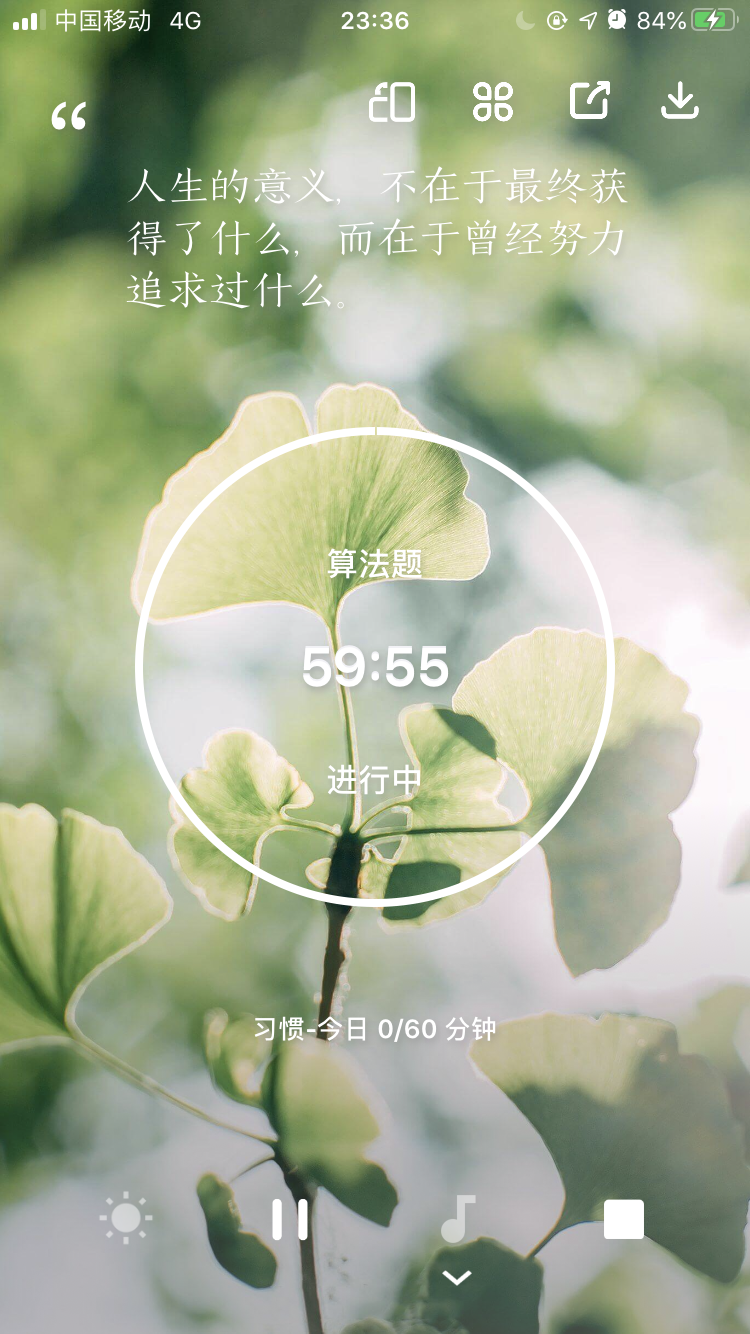 中国移动 4G 23:36 84%
人生的意义，不在于最终获
得了什么，而在于曾经努力
追求过什么。
算法题
59:55
进行中
习惯-今日 0/60 分钟